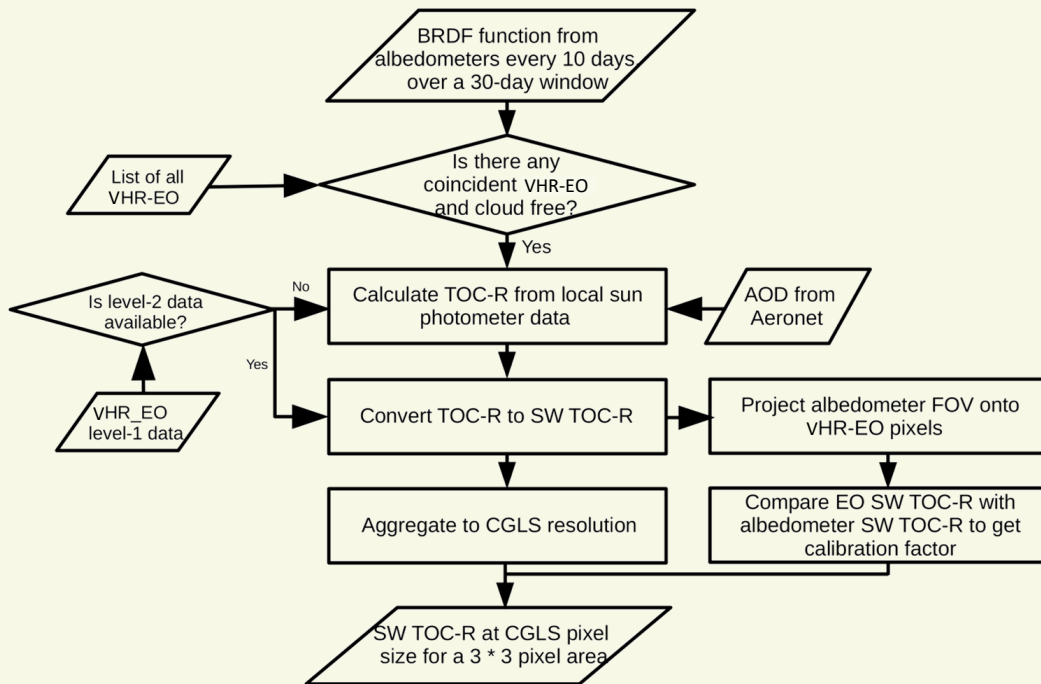 BRDF function from
albedometers every 10 days,
over a 30-day window
List of all
VHR-EO
Is there any
coincident VHR-EO
and cloud free?
Yes
Is level-2 data
available?
No
Calculate TOC-R from local sun
photometer data
AOD from
Aeronet
Yes
VHR_EO
level-1 data
Convert TOC-R to SW TOC-R
Project albedometer FOV onto
VHR-EO pixels
Aggregate to CGLS resolution
Compare EO SW TOC-R with
albedometer SW TOC-R to get
calibration factor
SW TOC-R at CGLS pixel
size for a 3 * 3 pixel area